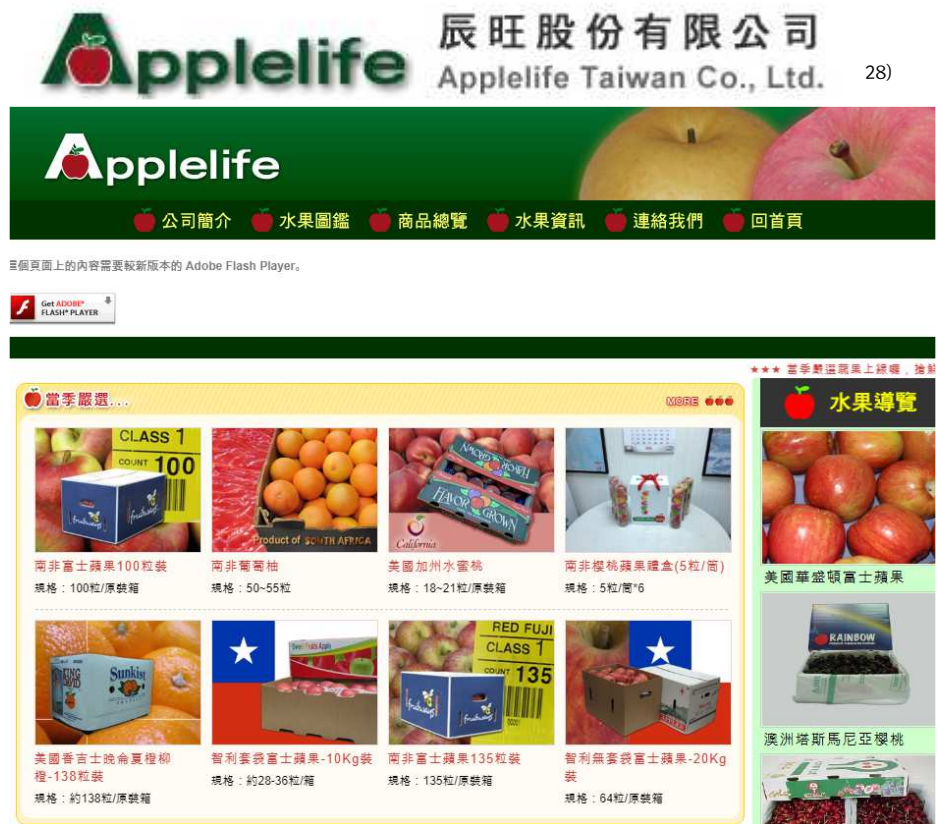 Applelife
辰旺股份有限公司
Applelife Taiwan Co., Ltd.
28)
Applelife
公司簡介 水果圖鑑 商品總覽 水果資訊 連絡我們 回首頁
個頁面上的內容需要較新版本的 Adobe Flash Player。
Get ADOBE®
FLASH® PLAYER
★★★ 當季嚴選蔬果上線囉，搶鮮
當季嚴選...
MORE
水果導覽
CLASS 1
COUNT 100
fruitways
Product of SOUTH AFRICA
FLAVOR GROWN
FLAVOR GROWN
California
南非富士蘋果100粒裝
南非葡萄柚
美國加州水蜜桃
南非櫻桃蘋果禮盒(5粒/筒)
規格：100粒/原裝箱
規格：50~55粒
規格：18~21粒/原裝箱
規格：5粒/筒*6
美國華盛頓富士蘋果
Sunkist
RED FUJI
CLASS 1
COUNT 135
fruitways
RAINBOW
美國香吉士晚侖夏橙柳
橙-138粒裝
智利套袋富士蘋果-10Kg裝
南非富士蘋果135粒裝
智利無套袋富士蘋果-20Kg
裝
規格：約138粒/原裝箱
規格：約28-36粒/箱
規格：135粒/原裝箱
規格：64粒/原裝箱
澳洲塔斯馬尼亞櫻桃